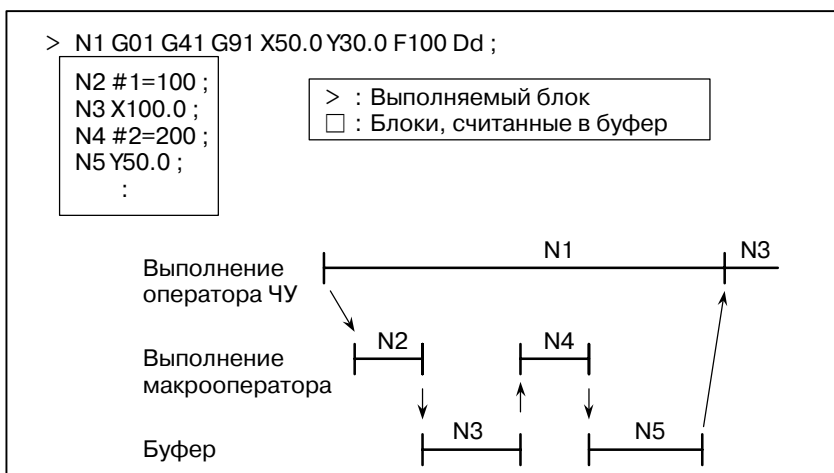 > N1 G01 G41 G91 X50.0 Y30.0 F100 Dd ;
N2 #1=100 ;
N3 X100.0 ;
N4 #2=200 ;
N5 Y50.0 ;
:
> : Выполняемый блок
□ : Блоки, считанные в буфер
N1 N3
Выполнение
оператора ЧУ
N2 N4
Выполнение
макрооператора
N3 N5
Буфер